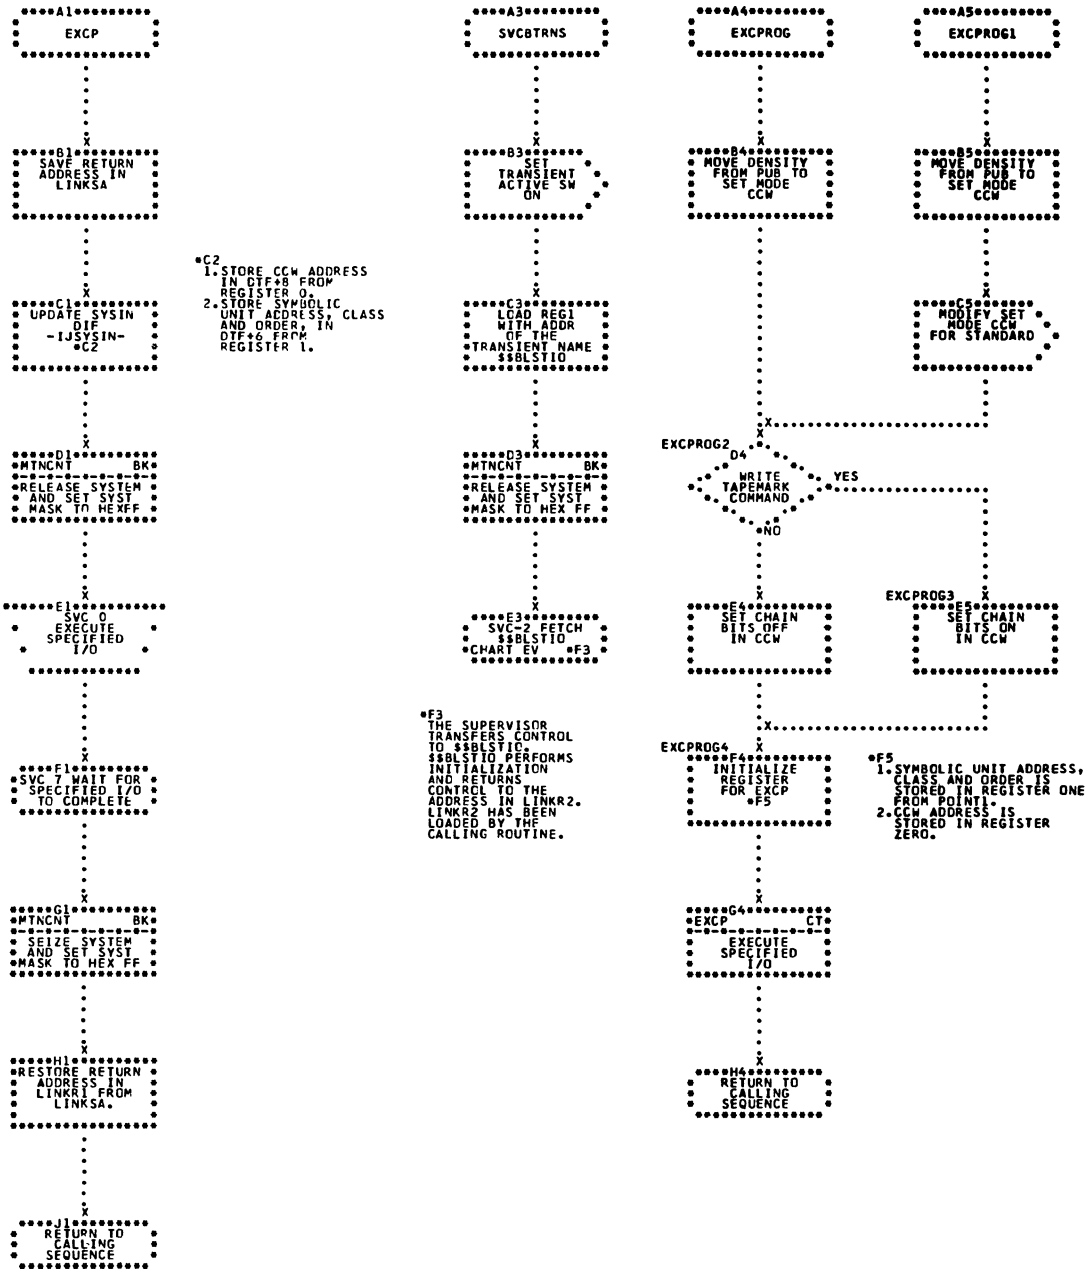 A1
EXCP
B1
SAVE RETURN
ADDRESS IN
LINKSA
*C2
1.STORE CCW ADDRESS
IN DTF+8 FROM
REGISTER 0.
2.STORE SYMBOLIC
UNIT ADDRESS, CLASS
AND ORDER, IN
DTF+6 FROM
REGISTER 1.
C1
UPDATE SYSIN
DTF
-IJSYSIN-
*C2
D1
*MTNCNT BK*
RELEASE SYSTEM
AND SET SYST
MASK TO HEXFF
E1
SVC 0
EXECUTE
SPECIFIED
I/O
F1
SVC 7 WAIT FOR
SPECIFIED I/O
TO COMPLETE
G1
*MTNCNT BK*
SEIZE SYSTEM
AND SET SYST
MASK TO HEX FF
H1
RESTORE RETURN
ADDRESS IN
LINKR1 FROM
LINKSA.
J1
RETURN TO
CALLING
SEQUENCE
A3
SVCBTRNS
B3
SET
TRANSIENT
ACTIVE SW
ON
C3
LOAD REG1
WITH ADDR
OF THE
TRANSIENT NAME
$$BLSTIO
D3
*MTNCNT BK*
RELEASE SYSTEM
AND SET SYST
MASK TO HEX FF
E3
SVC-2 FETCH
$$BLSTIO
CHART EV *F3
*F3
THE SUPERVISOR
TRANSFERS CONTROL
TO $$BLSTIO.
$$BLSTIO PERFORMS
INITIALIZATION
AND RETURNS
CONTROL TO THE
ADDRESS IN LINKR2.
LINKR2 HAS BEEN
LOADED BY THE
CALLING ROUTINE.
A4
EXCPROG
B4
MOVE DENSITY
FROM PUB TO
SET MODE
CCW
EXCPROG2
D4
WRITE
TAPEMARK
COMMAND
YES
NO
E4
SET CHAIN
BITS OFF
IN CCW
EXCPROG4
F4
INITIALIZE
REGISTER
FOR EXCP
*F5
G4
*EXCP CT*
EXECUTE
SPECIFIED
I/O
H4
RETURN TO
CALLING
SEQUENCE
A5
EXCPROG1
B5
MOVE DENSITY
FROM PUB TO
SET MODE
CCW
C5
MODIFY SET
MODE CCW
FOR STANDARD
EXCPROG3
E5
SET CHAIN
BITS ON
IN CCW
*F5
1.SYMBOLIC UNIT ADDRESS,
CLASS AND ORDER IS
STORED IN REGISTER ONE
FROM POINT1.
2.CCW ADDRESS IS
STORED IN REGISTER
ZERO.